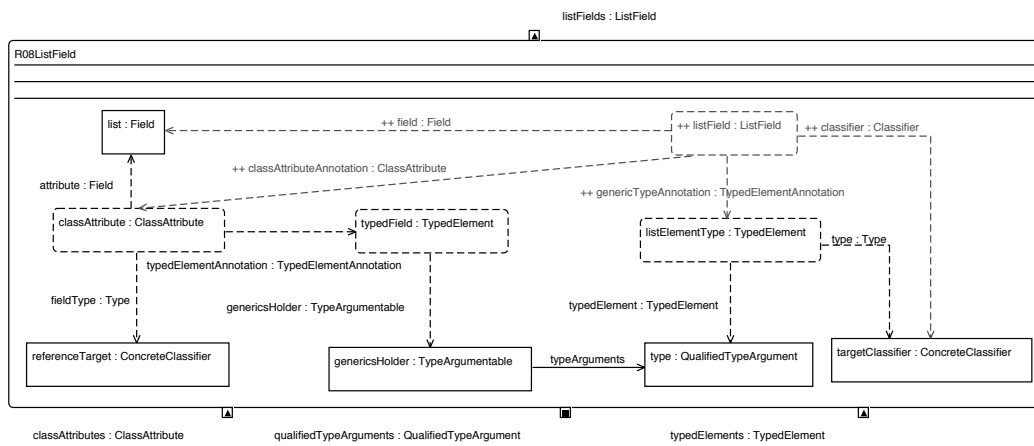 listFields : ListField
R08ListField
list : Field
++ field : Field
++ listField : ListField
++ classifier : Classifier
++ classAttributeAnnotation : ClassAttribute
attribute : Field
++ genericTypeAnnotation : TypedElementAnnotation
classAttribute : ClassAttribute
typedField : TypedElement
listElementType : TypedElement
type : Type
typedElementAnnotation : TypedElementAnnotation
fieldType : Type
genericsHolder : TypeArgumentable
typedElement : TypedElement
referenceTarget : ConcreteClassifier
genericsHolder : TypeArgumentable
typeArguments
type : QualifiedTypeArgument
targetClassifier : ConcreteClassifier
classAttributes : ClassAttribute
qualifiedTypeArguments : QualifiedTypeArgument
typedElements : TypedElement